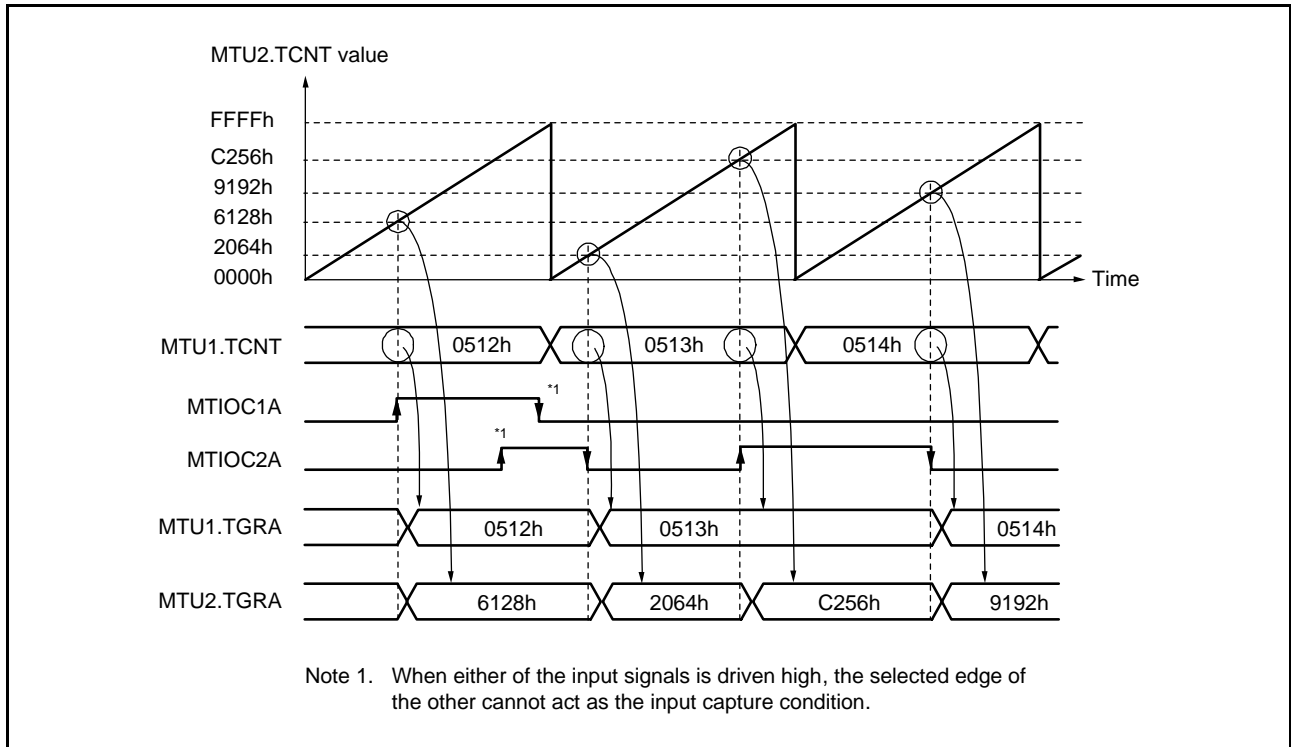 MTU2.TCNT value
FFFFh
C256h
9192h
6128h
2064h
0000h
Time
MTU1.TCNT
0512h
0513h
0514h
MTIOC1A
*1
MTIOC2A
*1
MTU1.TGRA
0512h
0513h
0514h
MTU2.TGRA
6128h
2064h
C256h
9192h
Note 1. When either of the input signals is driven high, the selected edge of
the other cannot act as the input capture condition.